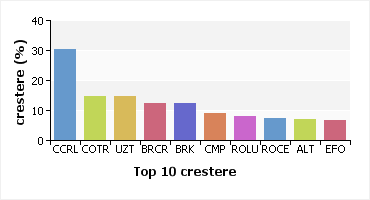 crestere (%)
40
30
20
10
0
CCRL COTR UZT BRCR BRK CMP ROLU ROCE ALT EFO
Top 10 crestere